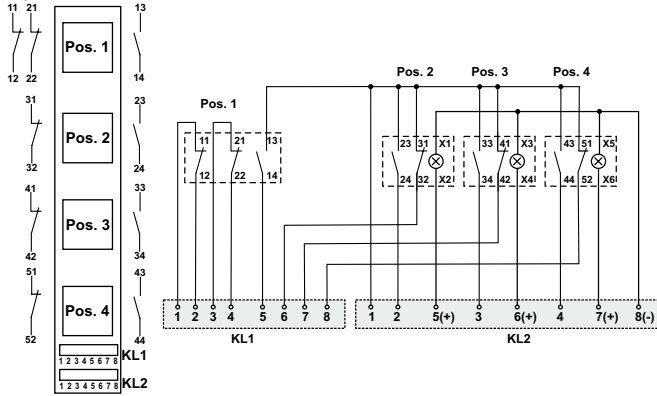 11 21 13
Pos. 1
12 22 14
31 23
Pos. 2
32 24
41 33
Pos. 3
42 34
51 43
Pos. 4
52 44
1 2 3 4 5 6 7 8 KL1
1 2 3 4 5 6 7 8 KL2
Pos. 2 Pos. 3 Pos. 4
Pos. 1
11 21 13 23 31 X1 33 41 X3 43 51 X5
12 22 14 24 32 X2 34 42 X4 44 52 X6
1 2 3 4 5 6 7 8 1 2 5(+) 3 6(+) 4 7(+) 8(-)
KL1 KL2